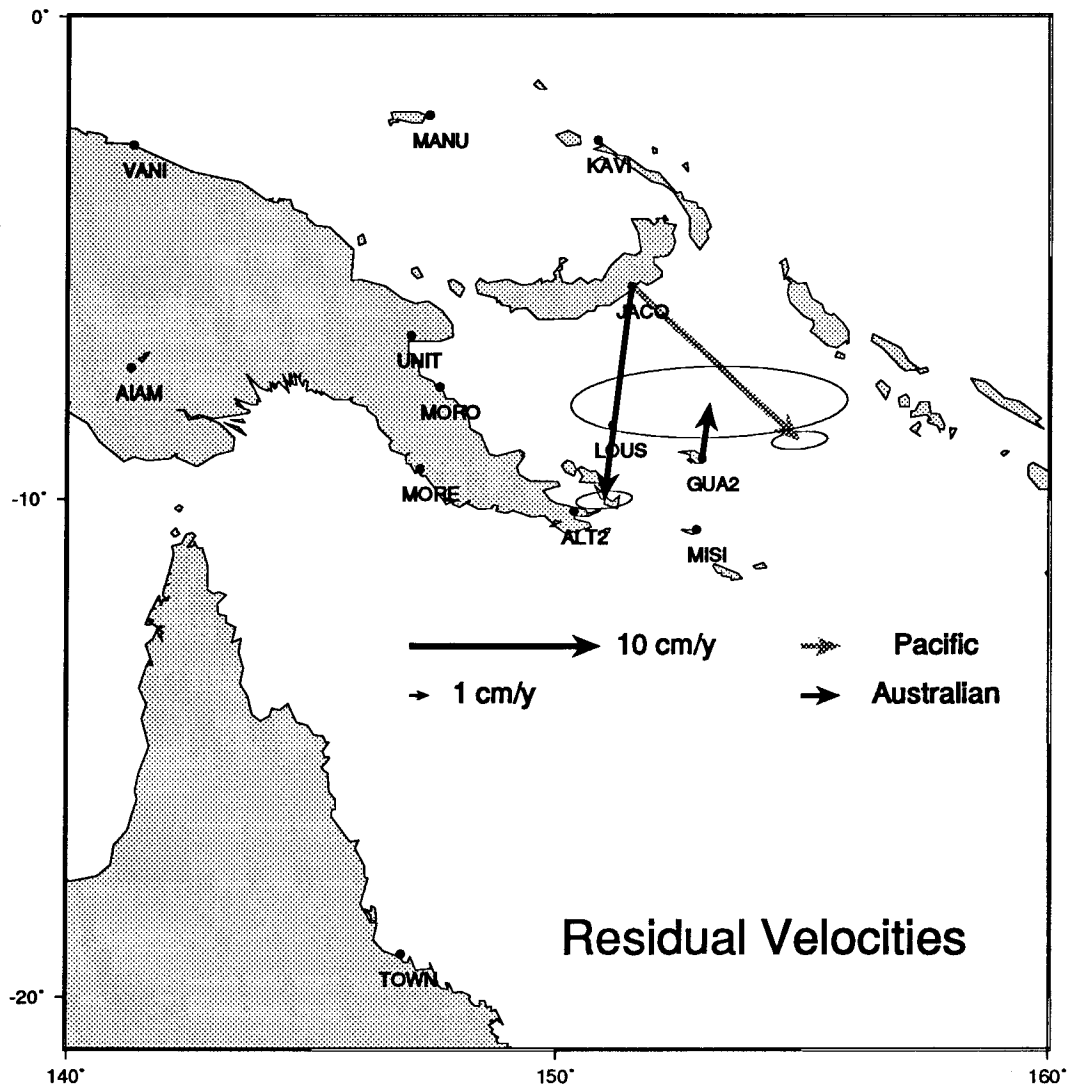 0°
MANU
KAVI
VANI
JACQ
UNIT
AIAM
MORO
LOUS
GUA2
MORE
-10°
ALT2
MISI
10 cm/y
Pacific
1 cm/y
Australian
Residual Velocities
TOWN
-20°
140°
150°
160°